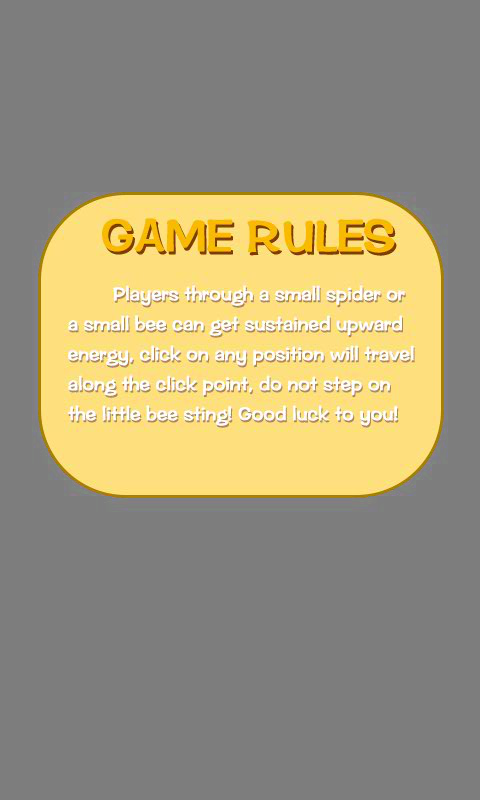 GAME RULES
Players through a small spider or
a small bee can get sustained upward
energy, click on any position will travel
along the click point, do not step on
the little bee sting! Good luck to you!